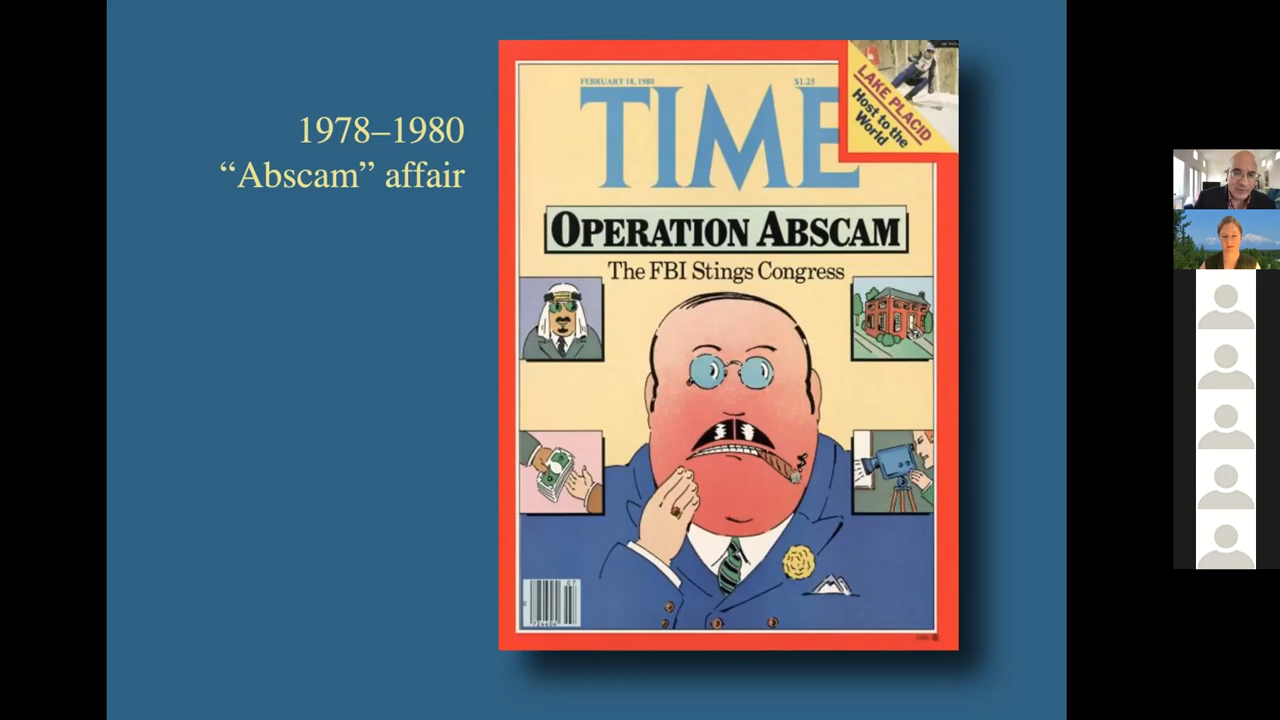 1978–1980
“Abscam” affair
FEBRUARY 18, 1980
$1.25
TIME
LAKE PLACID
Host to the
World
OPERATION ABSCAM
The FBI Stings Congress